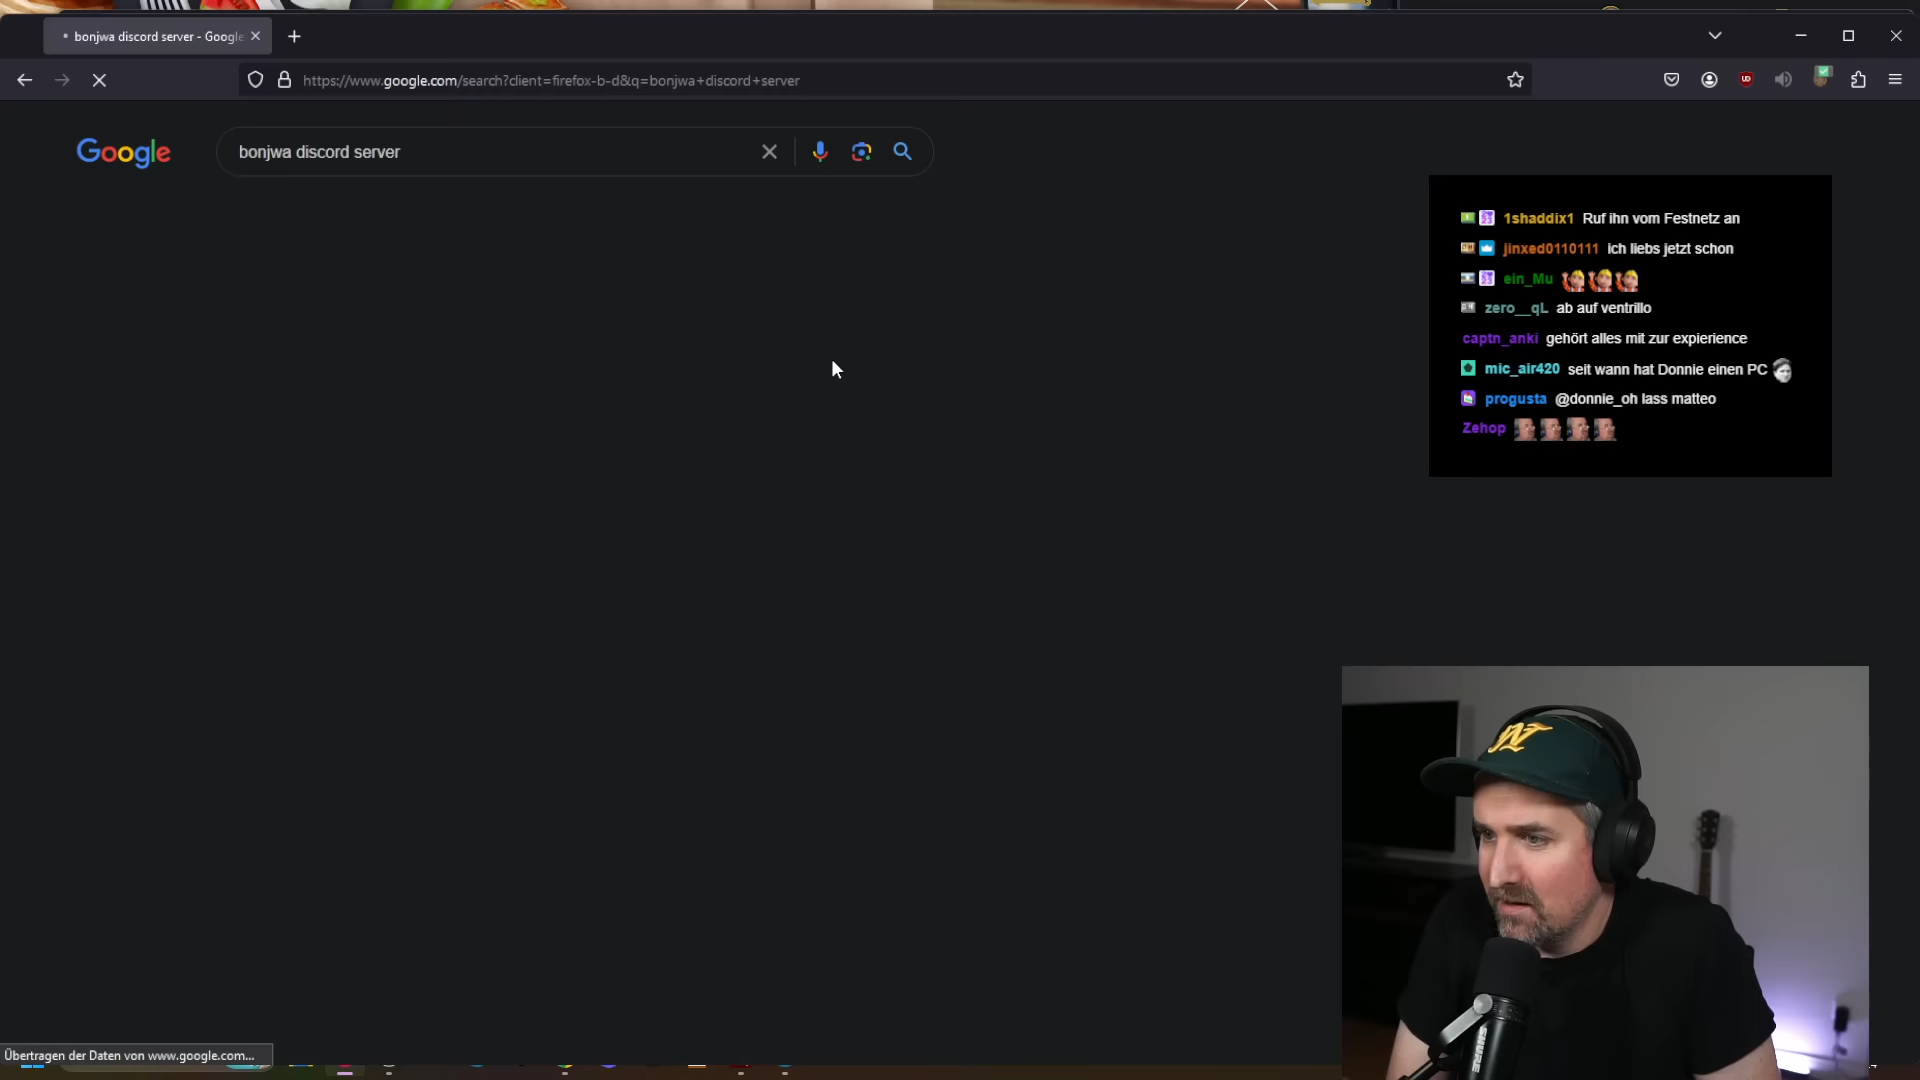 bonjwa discord server - Google
https://www.google.com/search?client=firefox-b-d&q=bonjwa+discord+server
Google
bonjwa discord server
1shaddix1 Ruf ihn vom Festnetz an
jinxed0110111 ich liebs jetzt schon
ein_Mu
zero__qL ab auf ventrillo
captn_anki gehört alles mit zur expierience
mic_air420 seit wann hat Donnie einen PC
progusta @donnie_oh lass matteo
Zehop
W
SHURE
Übertragen der Daten von www.google.com...